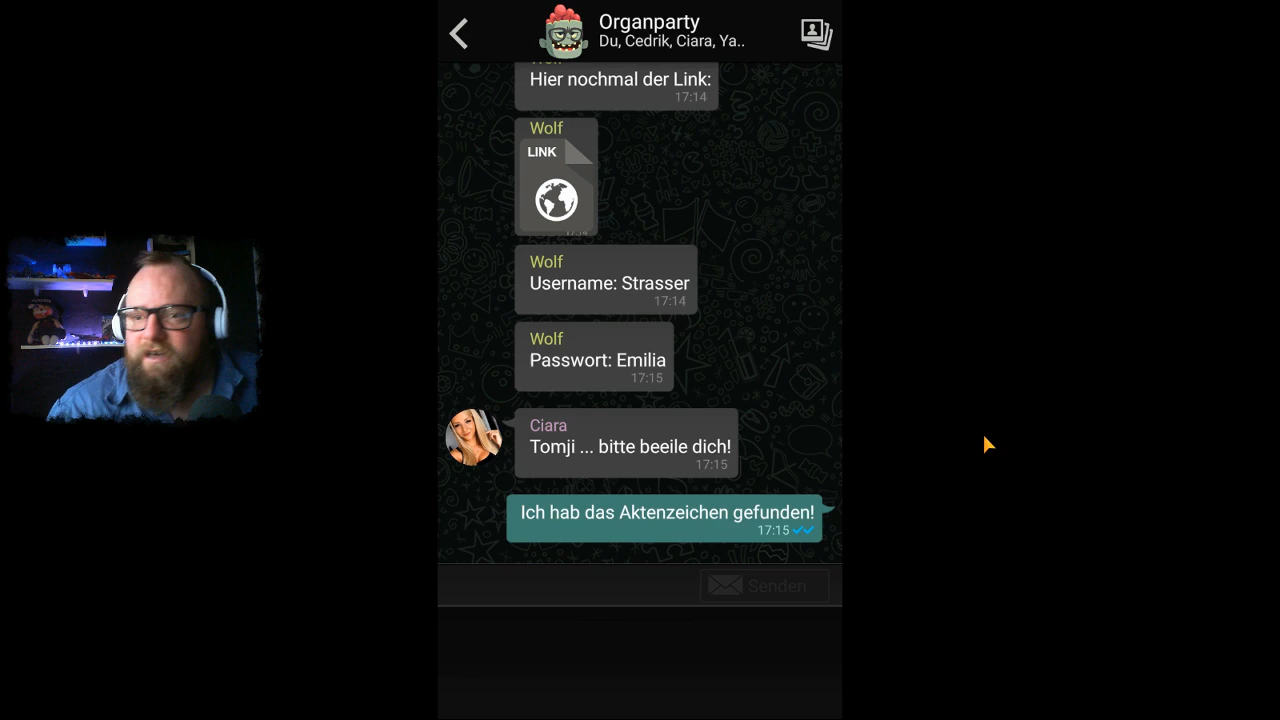 Organparty
Du, Cedrik, Ciara, Ya..
Hier nochmal der Link:
17:14
Wolf
LINK
17:14
Wolf
Username: Strasser
17:14
Wolf
Passwort: Emilia
17:15
Ciara
Tomji ... bitte beeile dich!
17:15
Ich hab das Aktenzeichen gefunden!
17:15
Senden